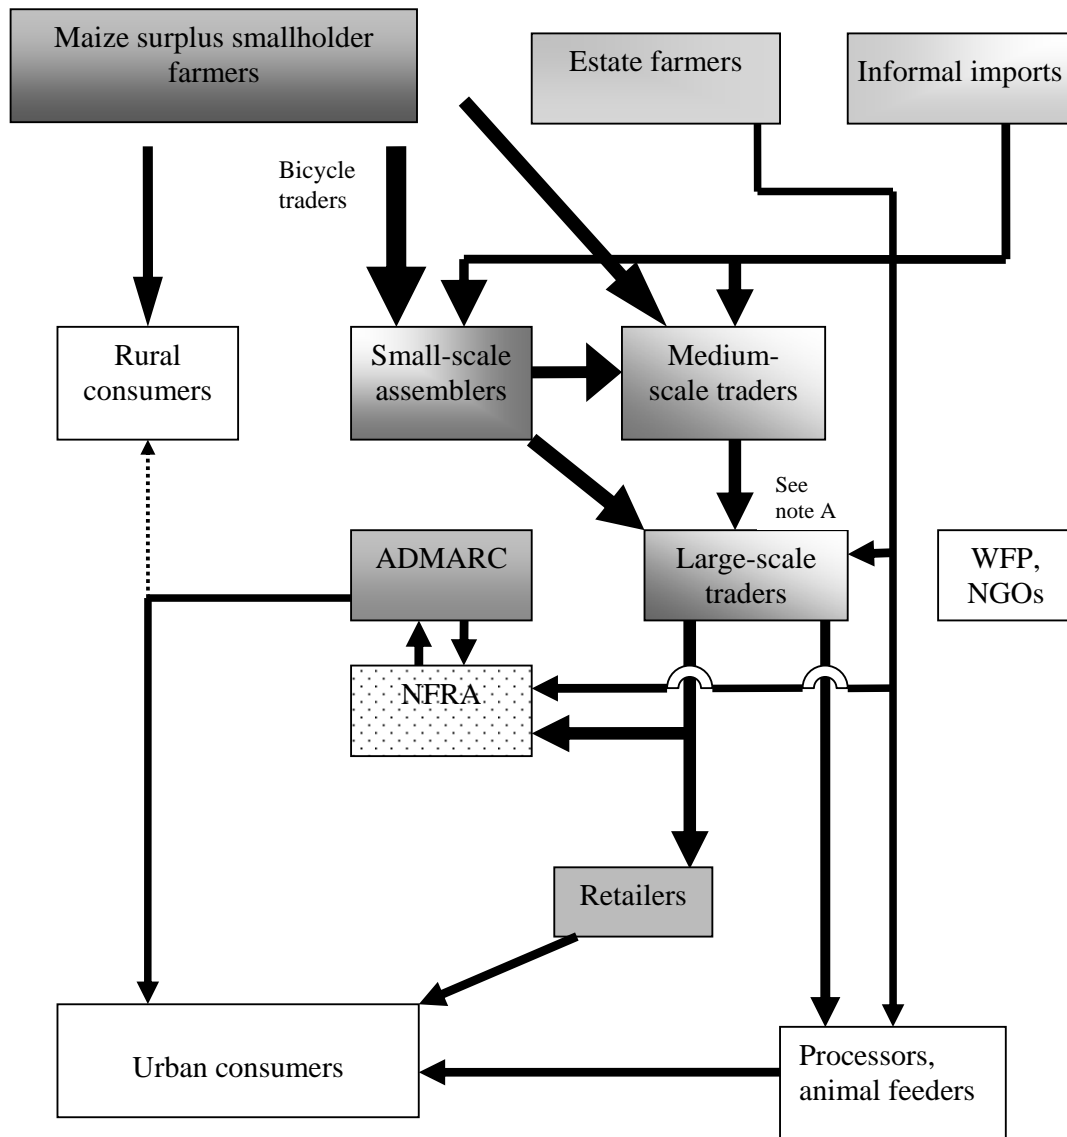 Maize surplus smallholder
farmers
Estate farmers
Informal imports
Bicycle
traders
Rural
consumers
Small-scale
assemblers
Medium-
scale traders
See
note A
ADMARC
Large-scale
traders
WFP,
NGOs
NFRA
Retailers
Urban consumers
Processors,
animal feeders